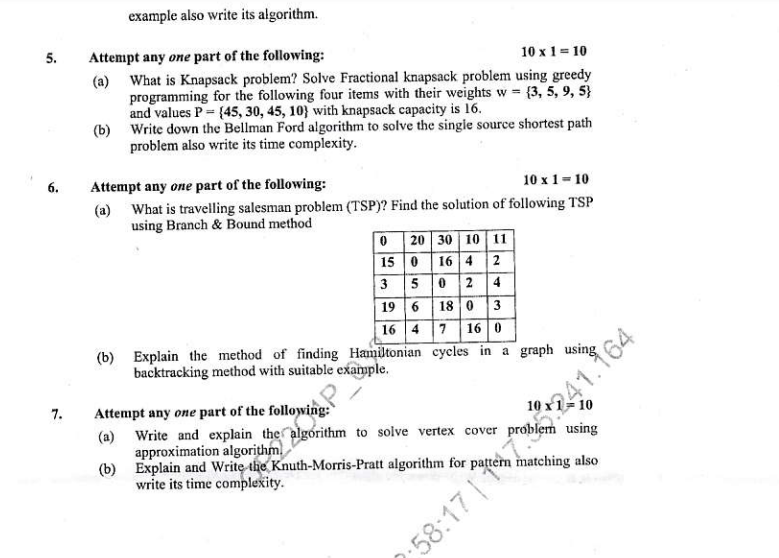 example also write its algorithm.
5. Attempt any one part of the following: 10 x 1 = 10
(a) What is Knapsack problem? Solve Fractional knapsack problem using greedy
programming for the following four items with their weights w = {3, 5, 9, 5}
and values P = {45, 30, 45, 10} with knapsack capacity is 16.
(b) Write down the Bellman Ford algorithm to solve the single source shortest path
problem also write its time complexity.
6. Attempt any one part of the following: 10 x 1 = 10
(a) What is travelling salesman problem (TSP)? Find the solution of following TSP
using Branch & Bound method
0 20 30 10 11
15 0 16 4 2
3 5 0 2 4
19 6 18 0 3
16 4 7 16 0
(b) Explain the method of finding Hamiltonian cycles in a graph using
backtracking method with suitable example.
7. Attempt any one part of the following: 10 x 1 = 10
(a) Write and explain the algorithm to solve vertex cover problem using
approximation algorithm.
(b) Explain and Write the Knuth-Morris-Pratt algorithm for pattern matching also
write its time complexity.
58:17 | 117.55.241.164